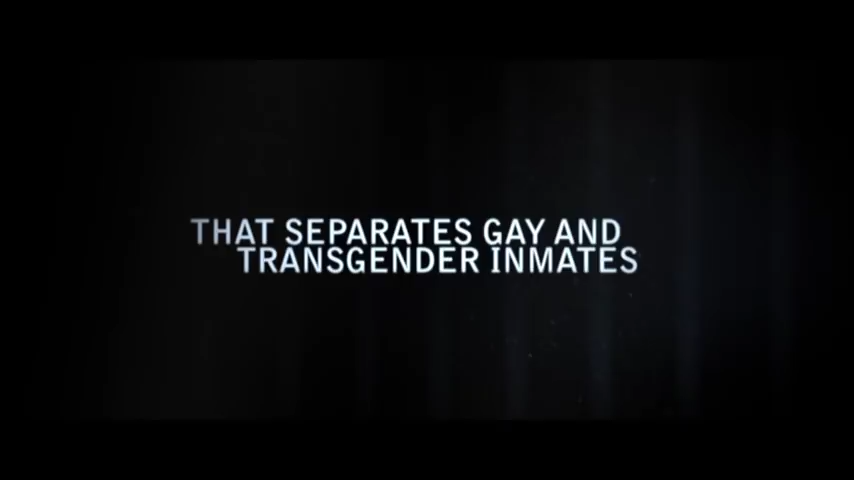 THAT SEPARATES GAY AND
TRANSGENDER INMATES